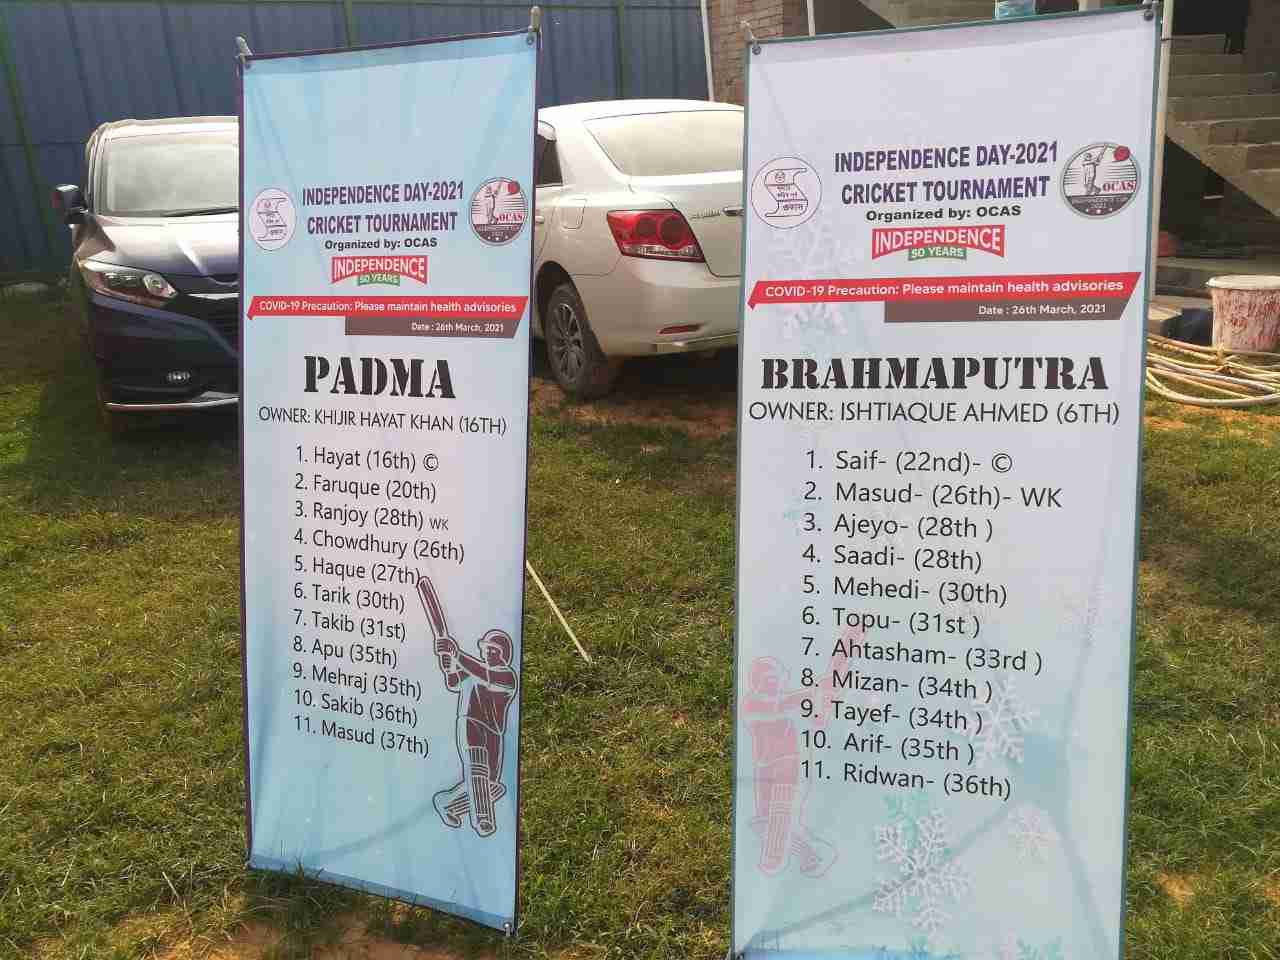 INDEPENDENCE DAY-2021
CRICKET TOURNAMENT
Organized by: OCAS
INDEPENDENCE
50 YEARS
OCAS
COVID-19 Precaution: Please maintain health advisories
Date : 26th March, 2021
PADMA
OWNER: KHIJIR HAYAT KHAN (16TH)
1. Hayat (16th) ©
2. Faruque (20th)
3. Ranjoy (28th) WK
4. Chowdhury (26th)
5. Haque (27th)
6. Tarik (30th)
7. Takib (31st)
8. Apu (35th)
9. Mehraj (35th)
10. Sakib (36th)
11. Masud (37th)
INDEPENDENCE DAY-2021
CRICKET TOURNAMENT
Organized by: OCAS
INDEPENDENCE
50 YEARS
OCAS
COVID-19 Precaution: Please maintain health advisories
Date : 26th March, 2021
BRAHMAPUTRA
OWNER: ISHTIAQUE AHMED (6TH)
1. Saif- (22nd)- ©
2. Masud- (26th)- WK
3. Ajeyo- (28th )
4. Saadi- (28th)
5. Mehedi- (30th)
6. Topu- (31st )
7. Ahtasham- (33rd )
8. Mizan- (34th )
9. Tayef- (34th )
10. Arif- (35th )
11. Ridwan- (36th)